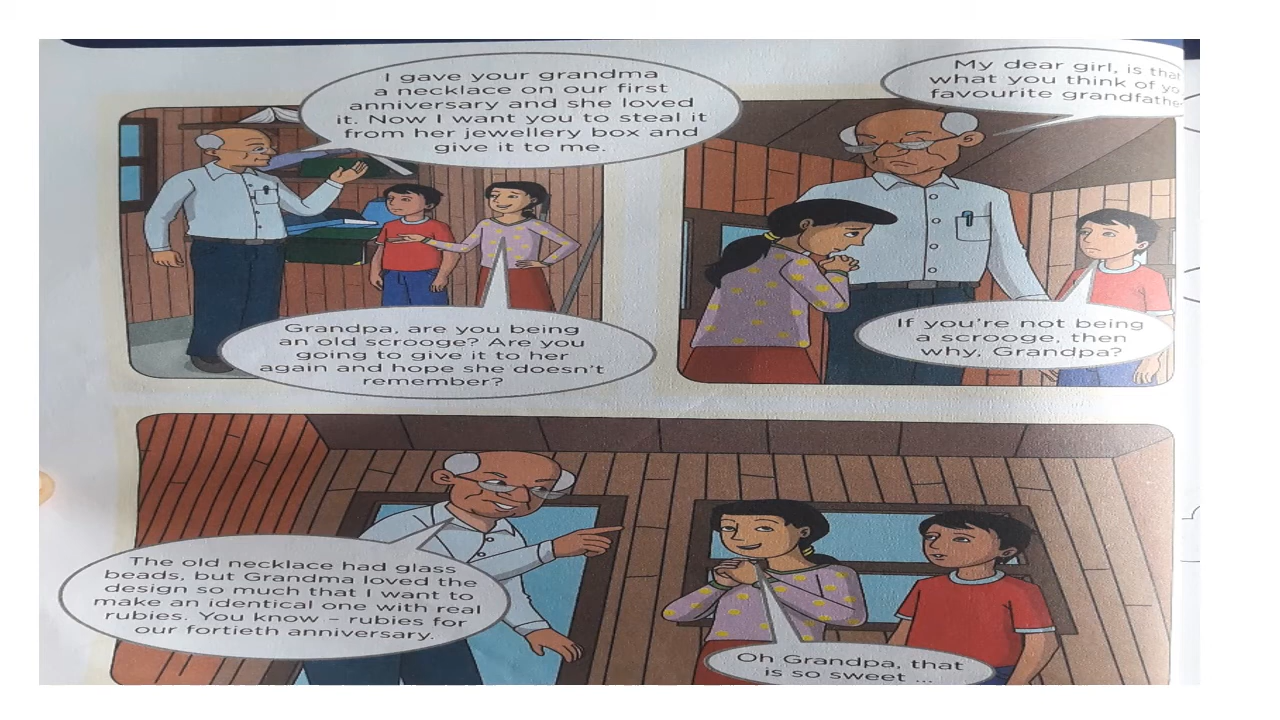 I gave your grandma
a necklace on our first
anniversary and she loved
it. Now I want you to steal it
from her jewellery box and
give it to me.
Grandpa, are you being
an old scrooge? Are you
going to give it to her
again and hope she doesn't
remember?
My dear girl, is that
what you think of
favourite
If you're not being
a scrooge, then
why, Grandpa?
The old necklace had glass
beads, but Grandma loved the
design so much that I want to
make an identical one with real
rubies. You know – rubies for
our fortieth anniversary.
Oh Grandpa, that
is so sweet ...